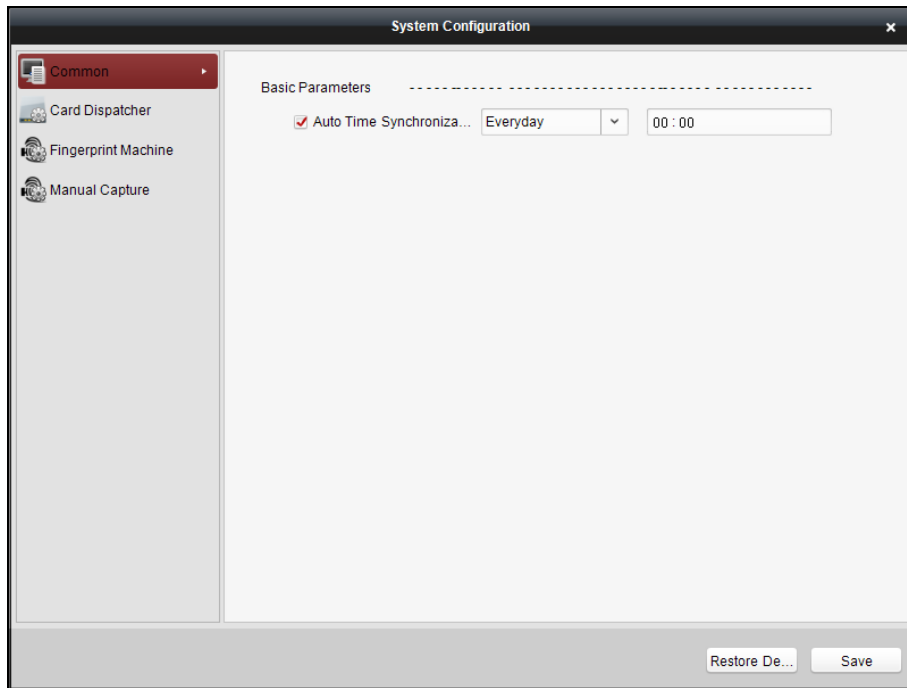 System Configuration
Common
Card Dispatcher
Fingerprint Machine
Manual Capture
Basic Parameters
Auto Time Synchroniza... Everyday 00 : 00
Restore De... Save